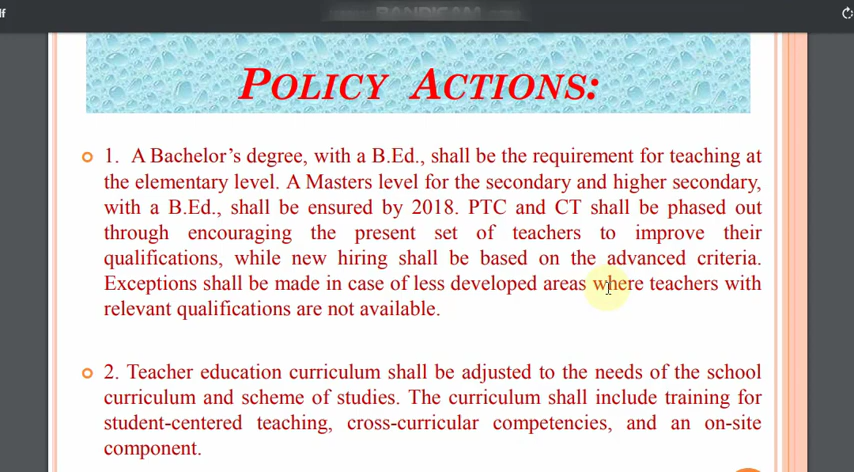 lf
BANDICAM
POLICY ACTIONS:
1. A Bachelor's degree, with a B.Ed., shall be the requirement for teaching at
the elementary level. A Masters level for the secondary and higher secondary,
with a B.Ed., shall be ensured by 2018. PTC and CT shall be phased out
through encouraging the present set of teachers to improve their
qualifications, while new hiring shall be based on the advanced criteria.
Exceptions shall be made in case of less developed areas where teachers with
relevant qualifications are not available.
2. Teacher education curriculum shall be adjusted to the needs of the school
curriculum and scheme of studies. The curriculum shall include training for
student-centered teaching, cross-curricular competencies, and an on-site
component.